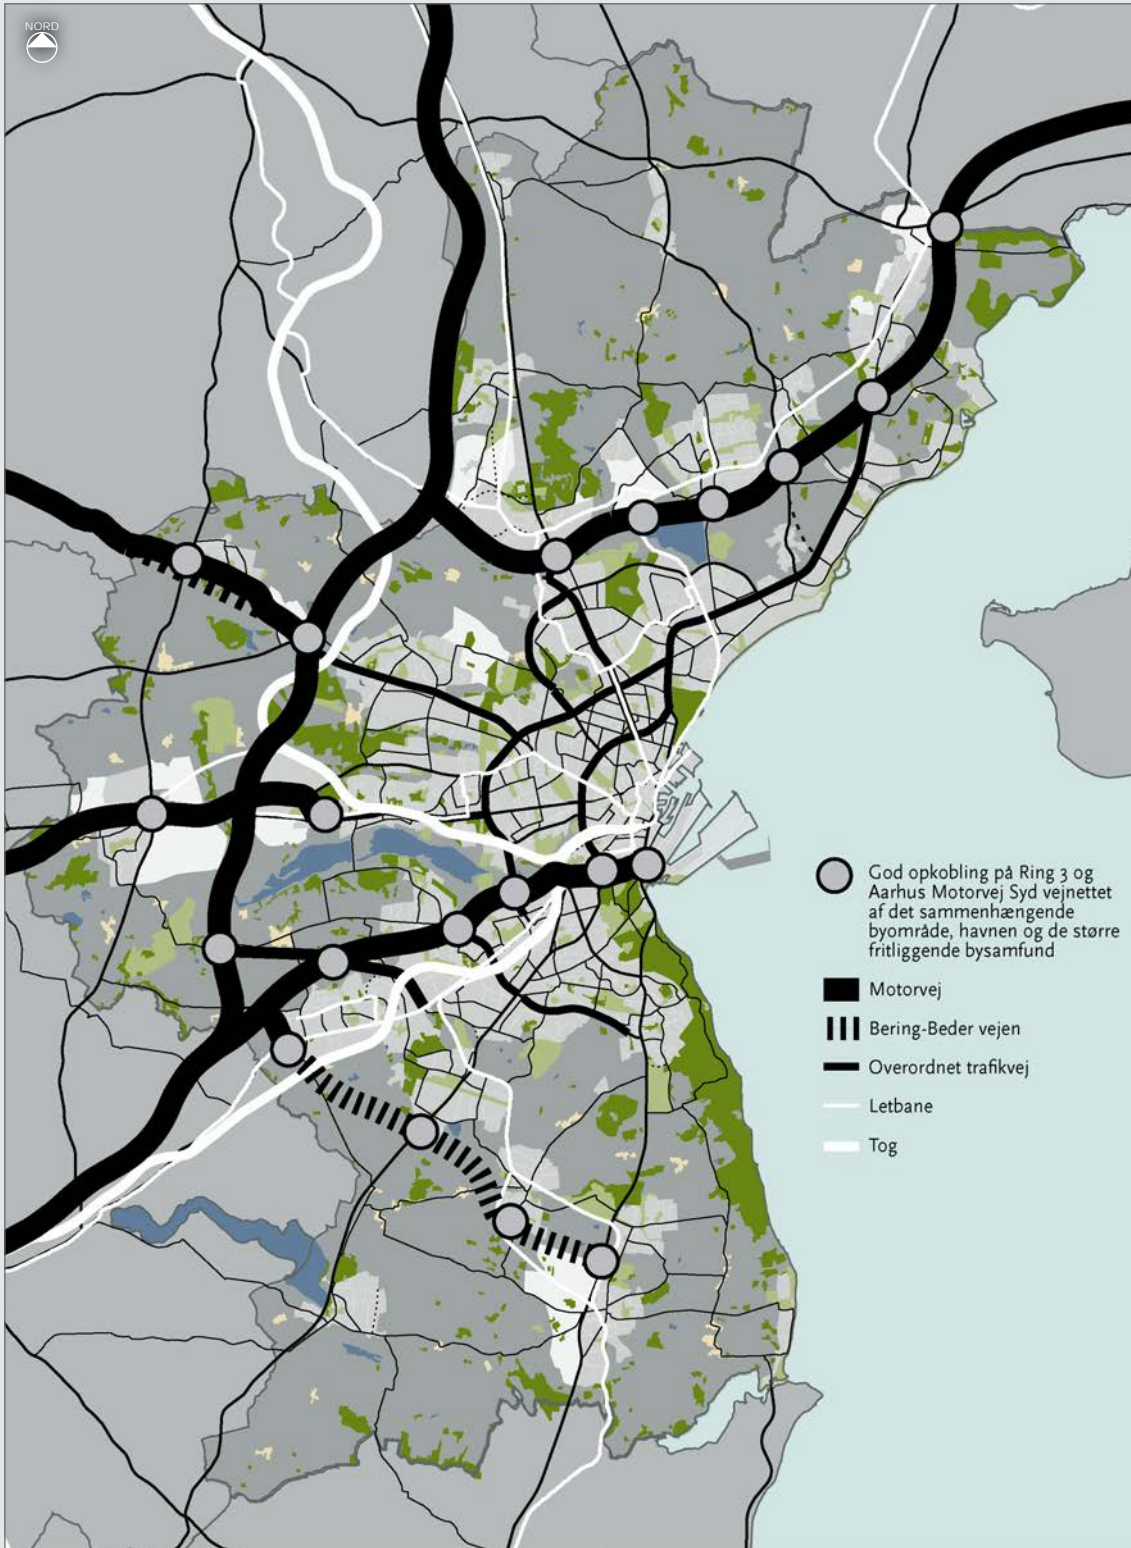 NORD
God opkobling på Ring 3 og
Aarhus Motorvej Syd vejnettet
af det sammenhængende
byområde, havnen og de større
fritliggende bysamfund
Motorvej
Bering-Beder vejen
Overordnet trafikvej
Letbane
Tog